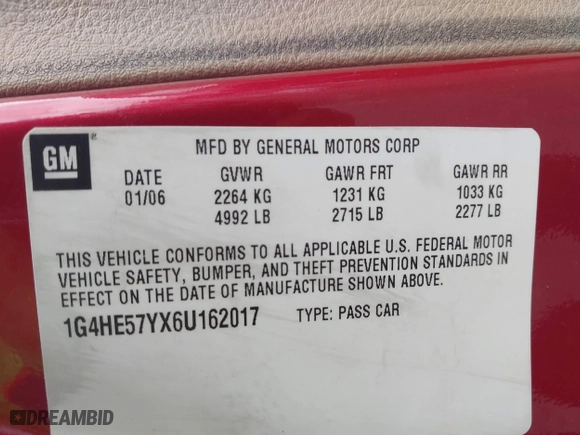 GM
®
MFD BY GENERAL MOTORS CORP
DATE GVWR GAWR FRT GAWR RR
01/06 2264 KG 1231 KG 1033 KG
4992 LB 2715 LB 2277 LB
THIS VEHICLE CONFORMS TO ALL APPLICABLE U.S. FEDERAL MOTOR
VEHICLE SAFETY, BUMPER, AND THEFT PREVENTION STANDARDS IN
EFFECT ON THE DATE OF MANUFACTURE SHOWN ABOVE.
1G4HE57YX6U162017 TYPE: PASS CAR
DREAMBID